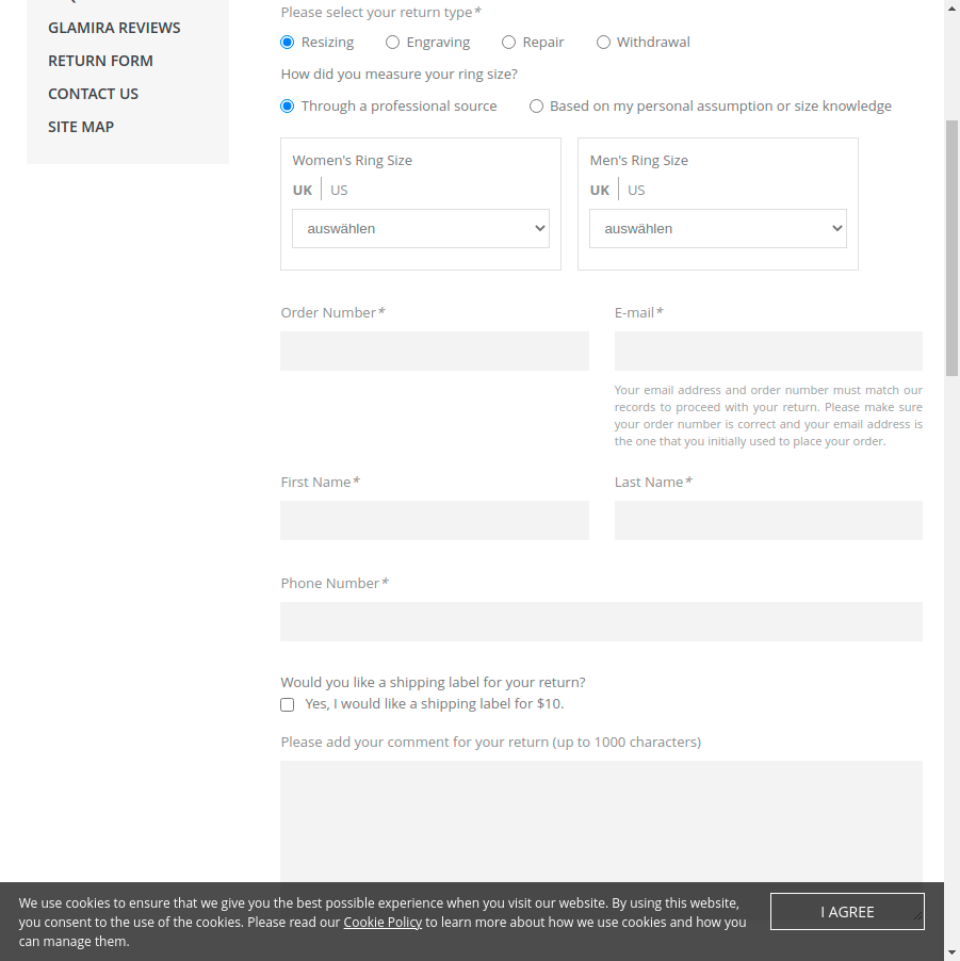 GLAMIRA REVIEWS
RETURN FORM
CONTACT US
SITE MAP
Please select your return type*
Resizing Engraving Repair Withdrawal
How did you measure your ring size?
Through a professional source Based on my personal assumption or size knowledge
Women's Ring Size
UK US
auswählen
Men's Ring Size
UK US
auswählen
Order Number*
E-mail*
Your email address and order number must match our
records to proceed with your return. Please make sure
your order number is correct and your email address is
the one that you initially used to place your order.
First Name*
Last Name*
Phone Number*
Would you like a shipping label for your return?
Yes, I would like a shipping label for $10.
Please add your comment for your return (up to 1000 characters)
We use cookies to ensure that we give you the best possible experience when you visit our website. By using this website,
you consent to the use of the cookies. Please read our Cookie Policy to learn more about how we use cookies and how you
can manage them.
I AGREE